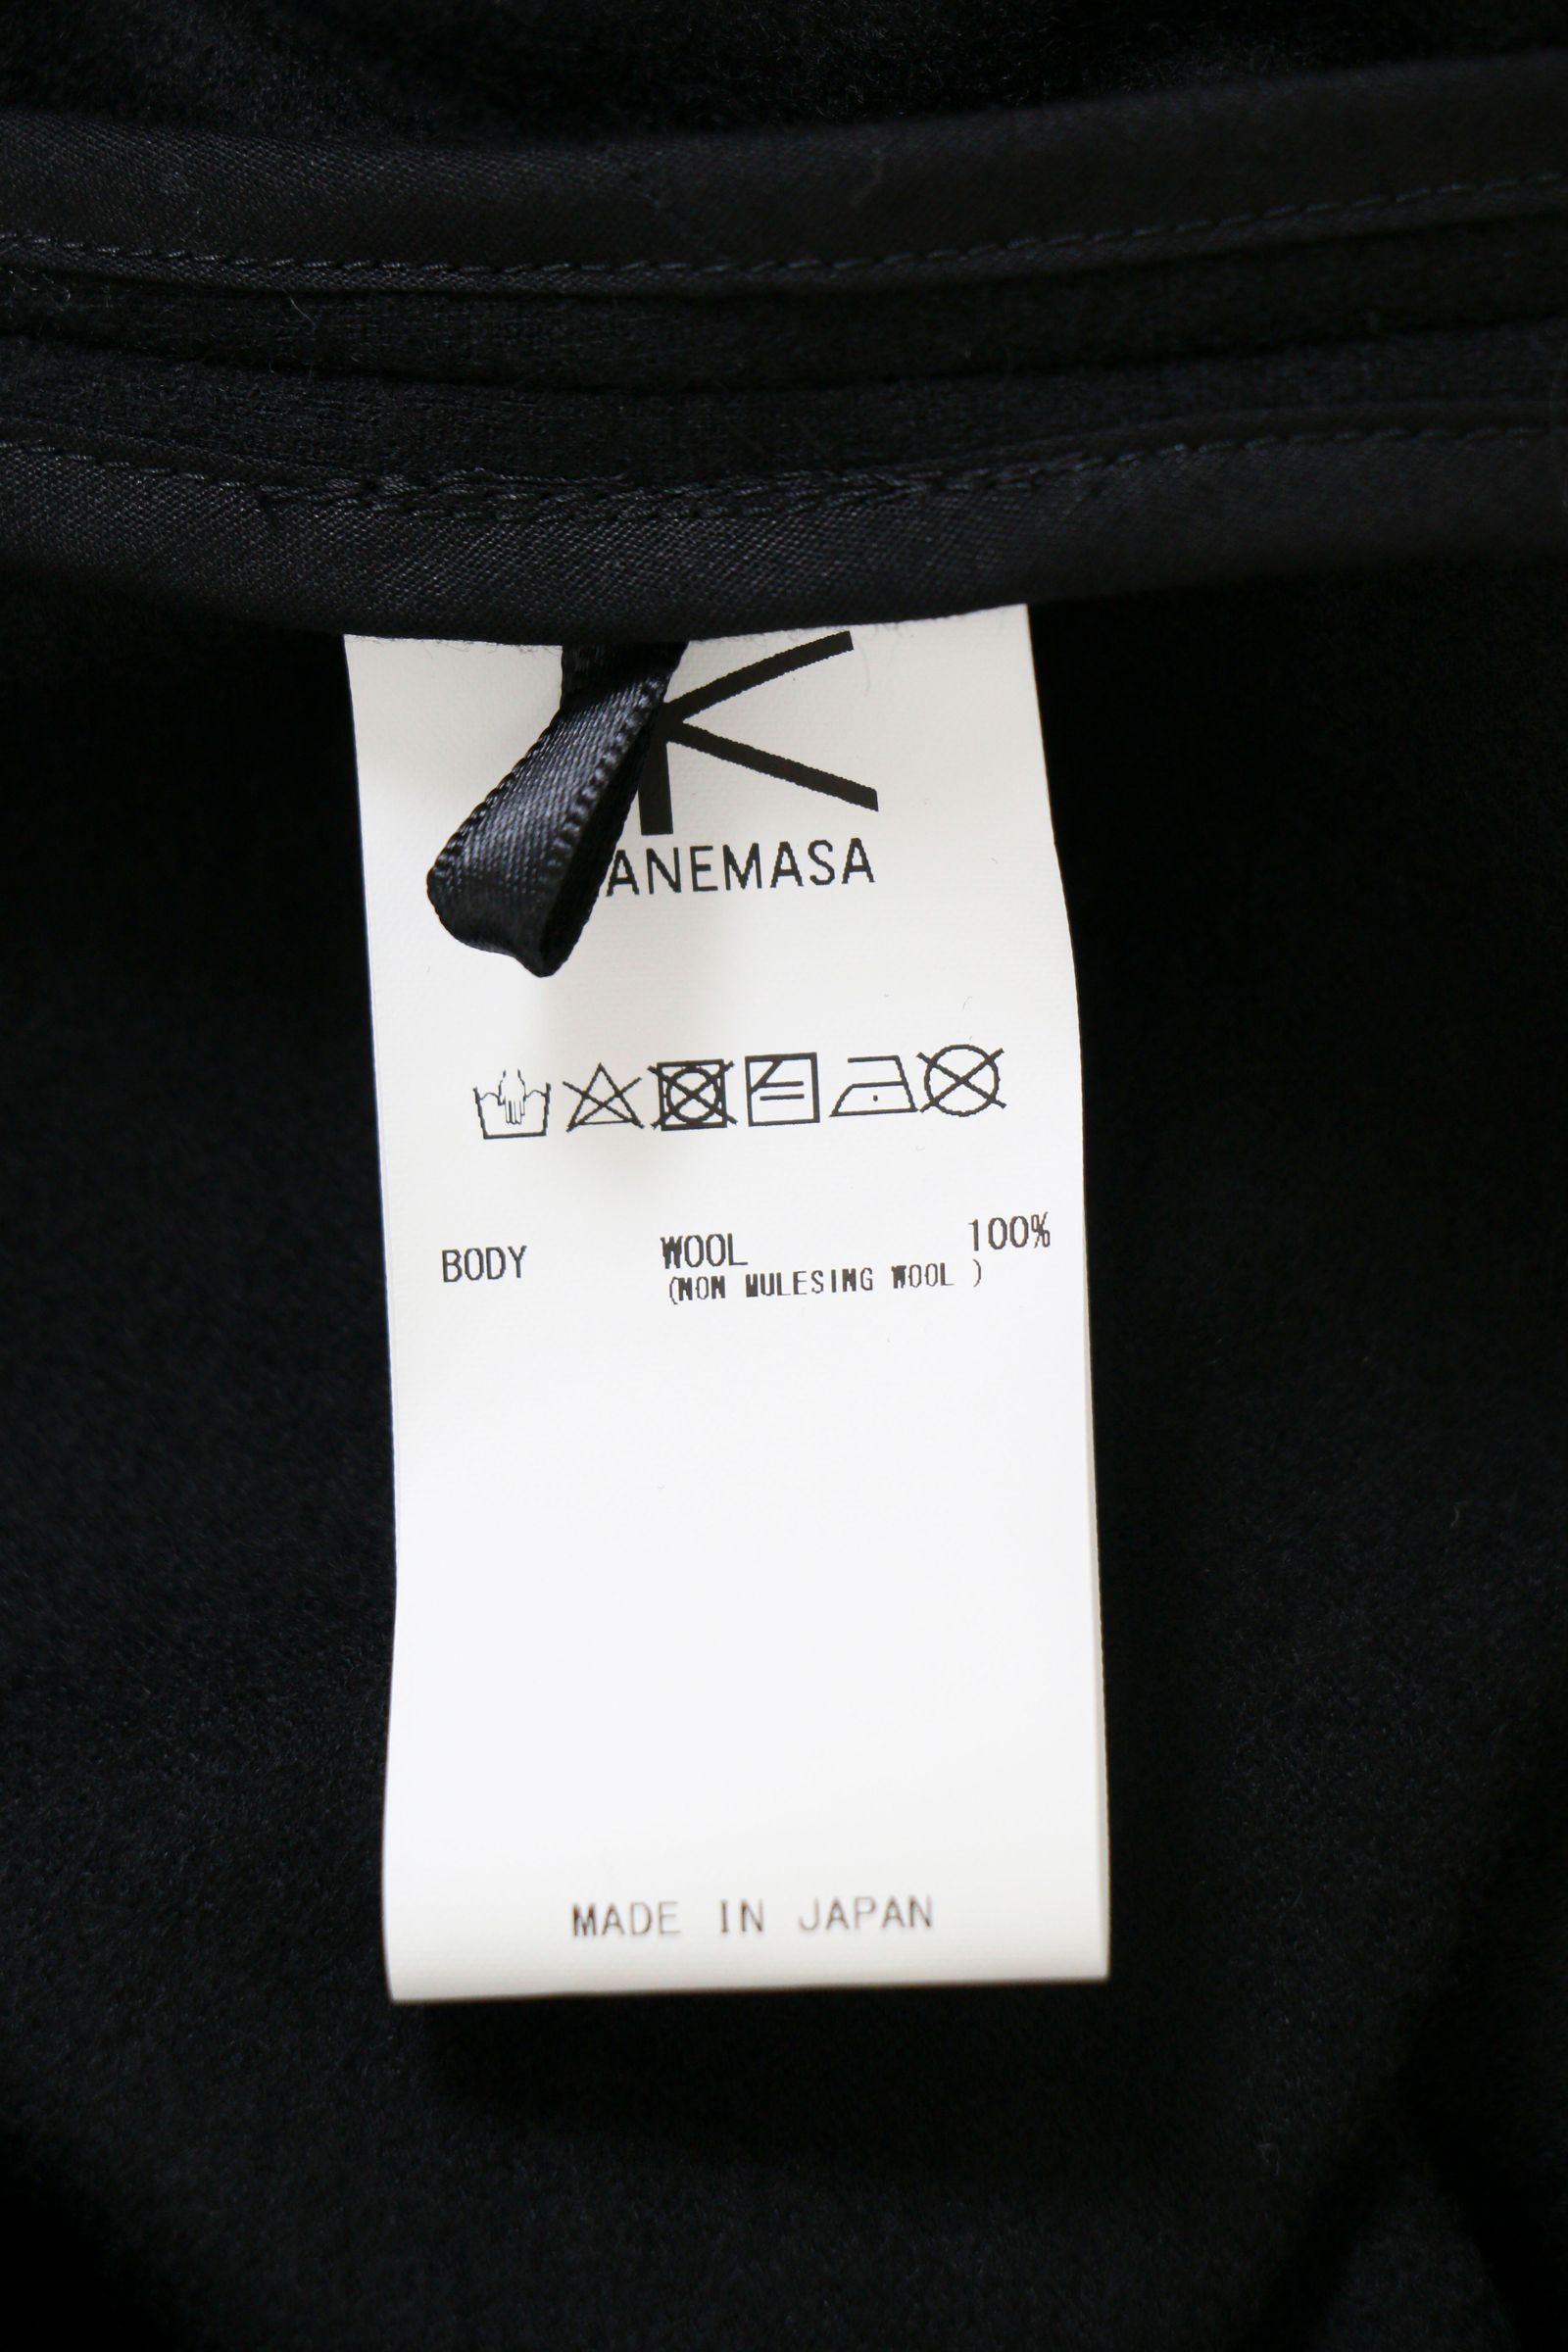 K
ANEMASA
BODY WOOL 100%
(NON MULESING WOOL )
MADE IN JAPAN